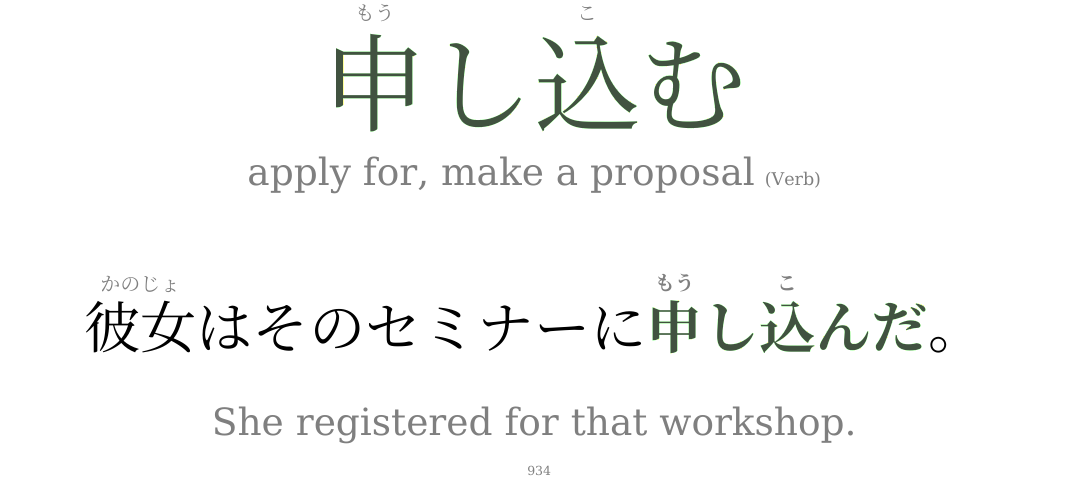 もう こ
申し込む
apply for, make a proposal (Verb)
かのじょ もう こ
彼女はそのセミナーに申し込んだ。
She registered for that workshop.
934